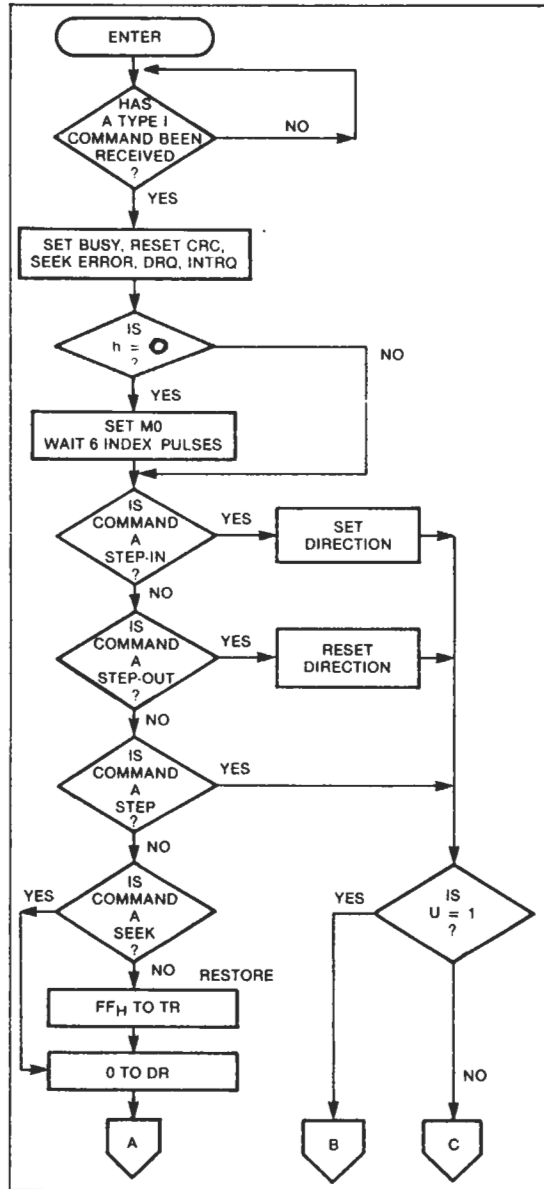 ENTER
HAS
A TYPE I
COMMAND BEEN
RECEIVED
?
NO
YES
SET BUSY, RESET CRC,
SEEK ERROR, DRQ, INTRQ
IS
h = 0
?
NO
YES
SET M0
WAIT 6 INDEX PULSES
IS
COMMAND
A
STEP-IN
?
YES
SET
DIRECTION
NO
IS
COMMAND
A
STEP-OUT
?
YES
RESET
DIRECTION
NO
IS
COMMAND
A
STEP
?
YES
NO
IS
COMMAND
A
SEEK
?
YES
NO
RESTORE
YES
IS
U = 1
?
FFH TO TR
0 TO DR
NO
A
B
C